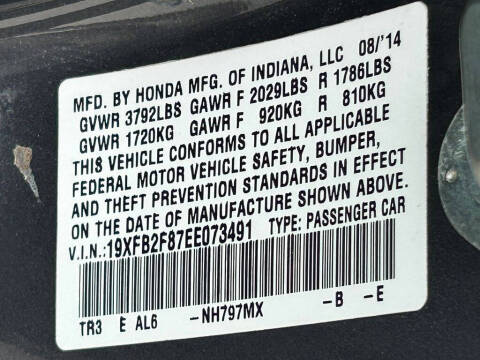 MFD. BY HONDA MFG. OF INDIANA, LLC 08/'14
GVWR 3792LBS GAWR F 2029LBS R 1786LBS
GVWR 1720KG GAWR F 920KG R 810KG
THIS VEHICLE CONFORMS TO ALL APPLICABLE
FEDERAL MOTOR VEHICLE SAFETY, BUMPER,
AND THEFT PREVENTION STANDARDS IN EFFECT
ON THE DATE OF MANUFACTURE SHOWN ABOVE.
V.I.N.:19XFB2F87EE073491 TYPE: PASSENGER CAR
TR3 E AL6 -NH797MX -B -E